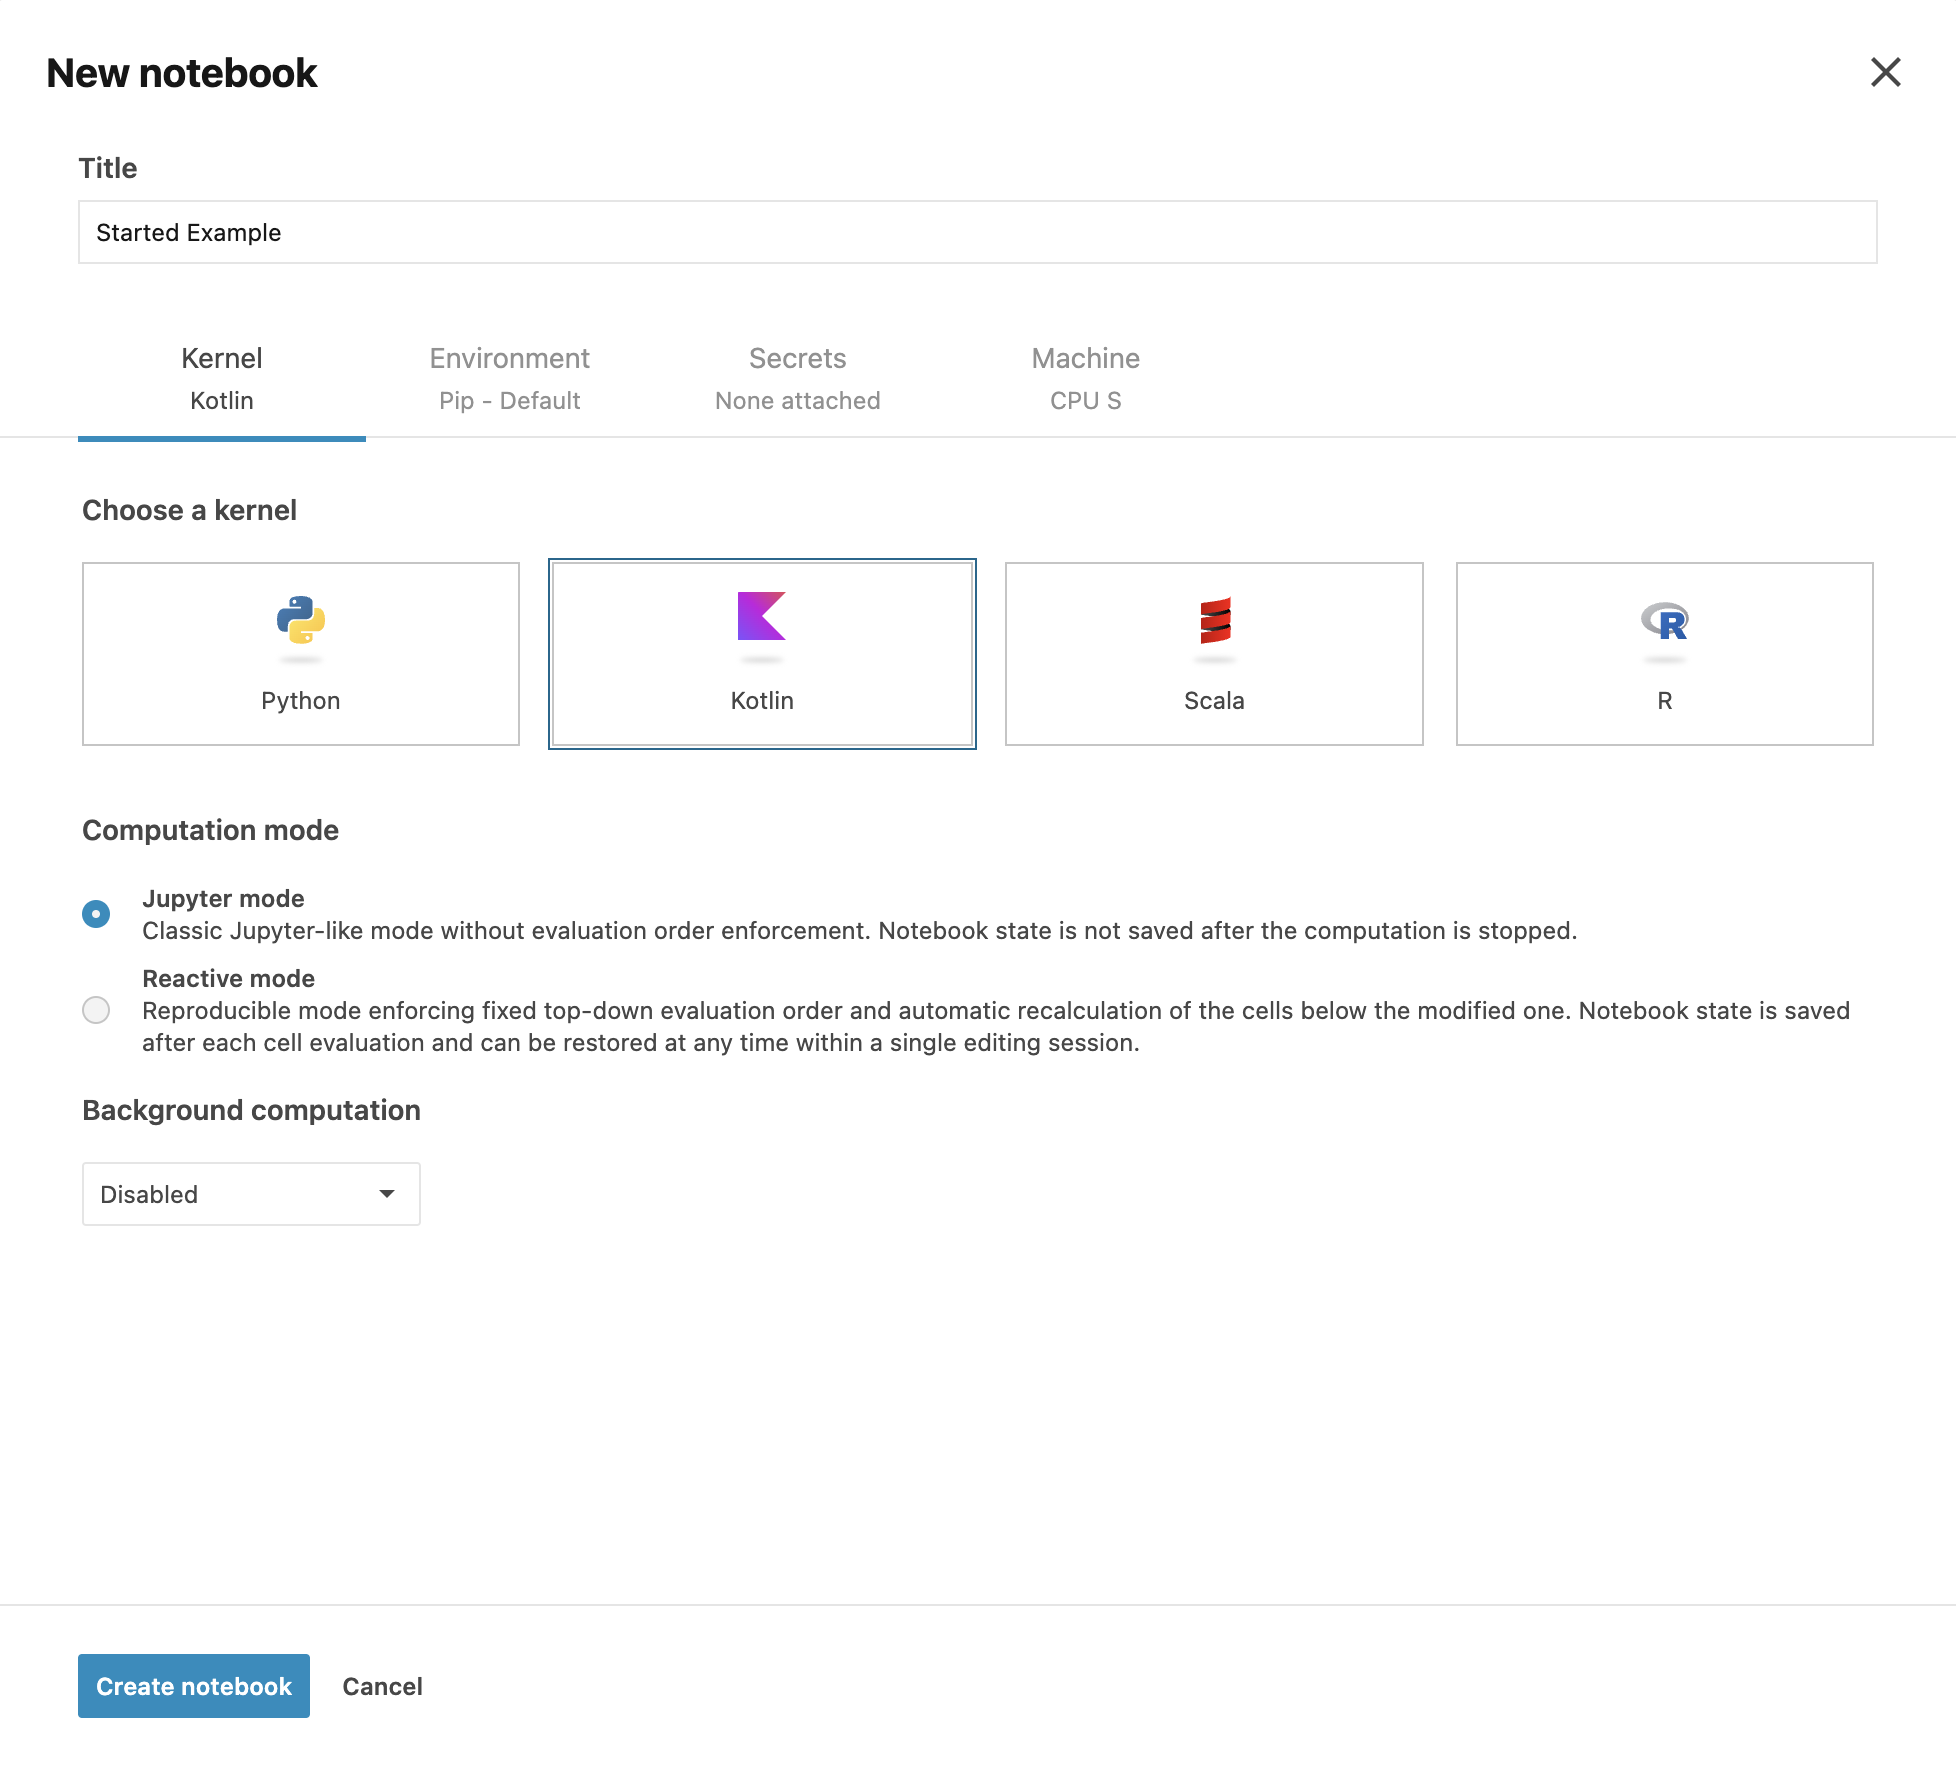 New notebook
Title
Started Example
Kernel Environment Secrets Machine
Kotlin Pip - Default None attached CPU S
Choose a kernel
Python Kotlin Scala R
Computation mode
Jupyter mode
Classic Jupyter-like mode without evaluation order enforcement. Notebook state is not saved after the computation is stopped.
Reactive mode
Reproducible mode enforcing fixed top-down evaluation order and automatic recalculation of the cells below the modified one. Notebook state is saved
after each cell evaluation and can be restored at any time within a single editing session.
Background computation
Disabled
Create notebook Cancel